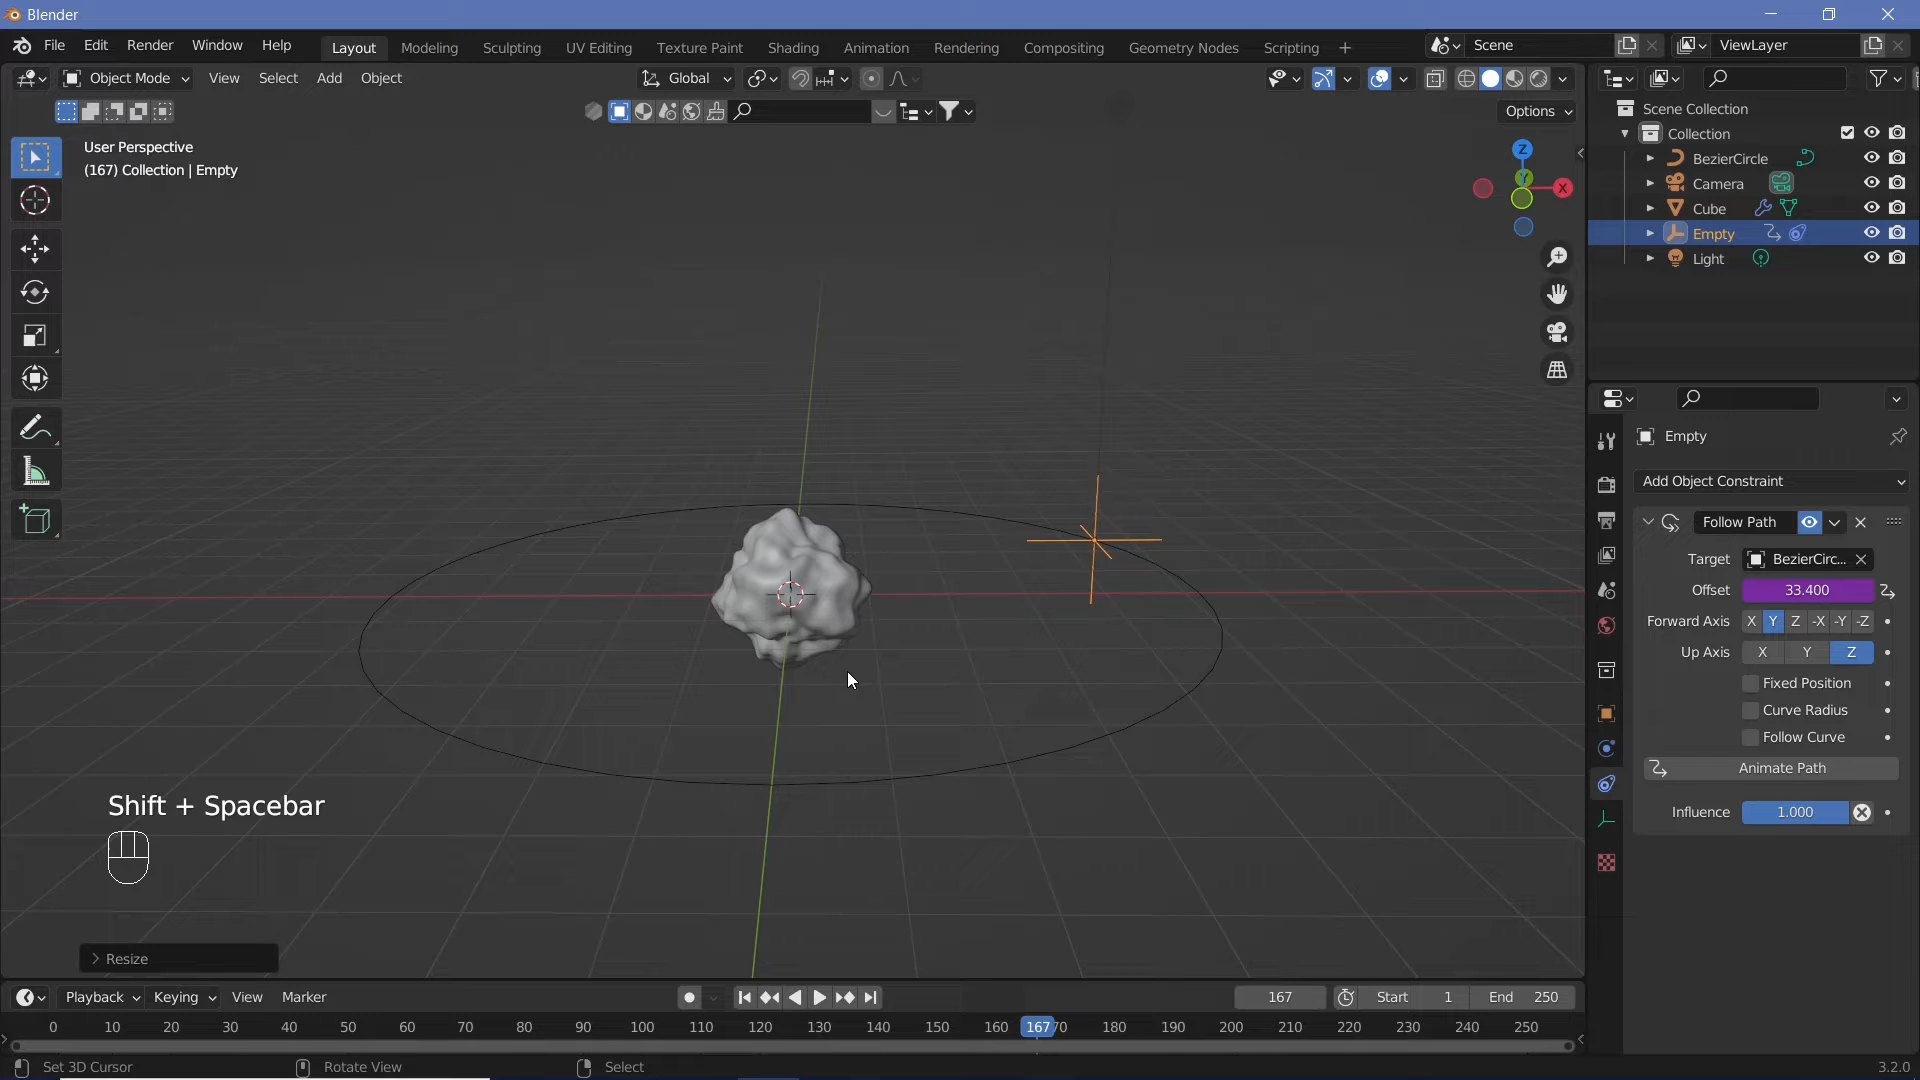 Blender
File Edit Render Window Help
Layout Modeling Sculpting UV Editing Texture Paint Shading Animation Rendering Compositing Geometry Nodes Scripting +
Scene
ViewLayer
Object Mode View Select Add Object
Global
Options
User Perspective
(167) Collection | Empty
Z
Y
X
Scene Collection
Collection
BezierCircle
Camera
Cube
Empty
Light
Empty
Add Object Constraint
Follow Path
Target BezierCirc...
Offset 33.400
Forward Axis X Y Z -X -Y -Z
Up Axis X Y Z
Fixed Position
Curve Radius
Follow Curve
Animate Path
Influence 1.000
Shift + Spacebar
Resize
Playback Keying View Marker
167
Start 1 End 250
0 10 20 30 40 50 60 70 80 90 100 110 120 130 140 150 160 167 70 180 190 200 210 220 230 240 250
Set 3D Cursor
Rotate View
Select
3.2.0